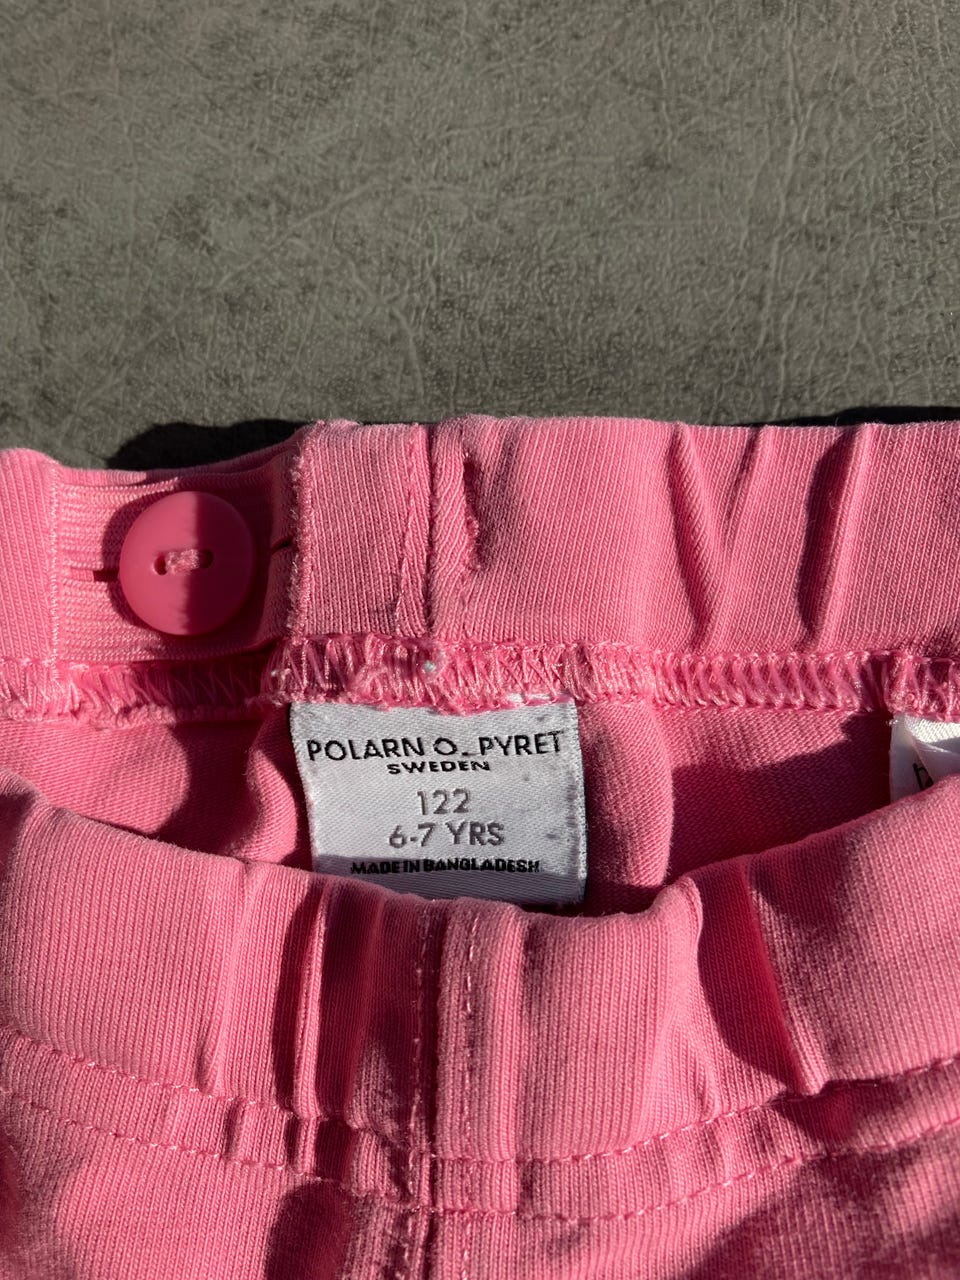 POLARN O. PYRET
SWEDEN
122
6-7 YRS
MADE IN BANGLADESH